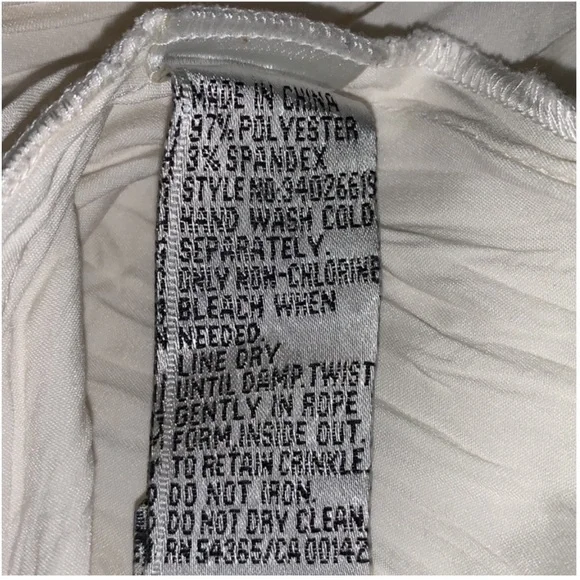 MADE IN CHINA
97% POLYESTER
3% SPANDEX
STYLE NO. 34026613
HAND WASH COLD
SEPARATELY.
ONLY NON-CHLORINE
BLEACH WHEN
NEEDED.
LINE DRY
UNTIL DAMP.TWIST
GENTLY IN ROPE
FORM.INSIDE OUT.
TO RETAIN CRINKLE.
DO NOT IRON.
DO NOT DRY CLEAN.
RN 54365/CA 00142